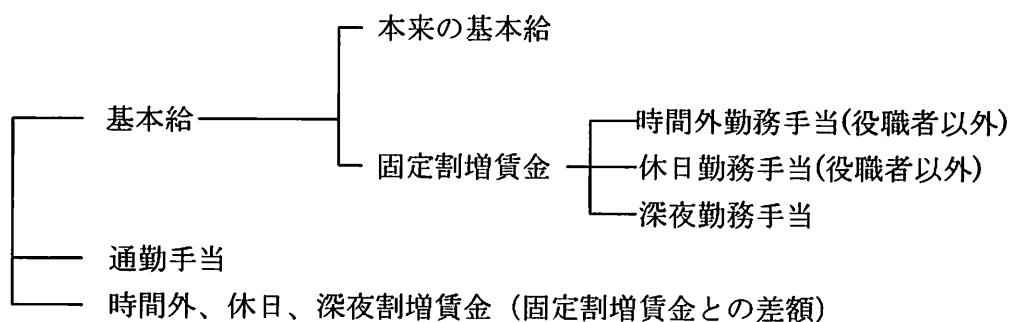 本来の基本給
基本給
時間外勤務手当(役職者以外)
固定割増賃金
休日勤務手当(役職者以外)
深夜勤務手当
通勤手当
時間外、休日、深夜割増賃金（固定割増賃金との差額）